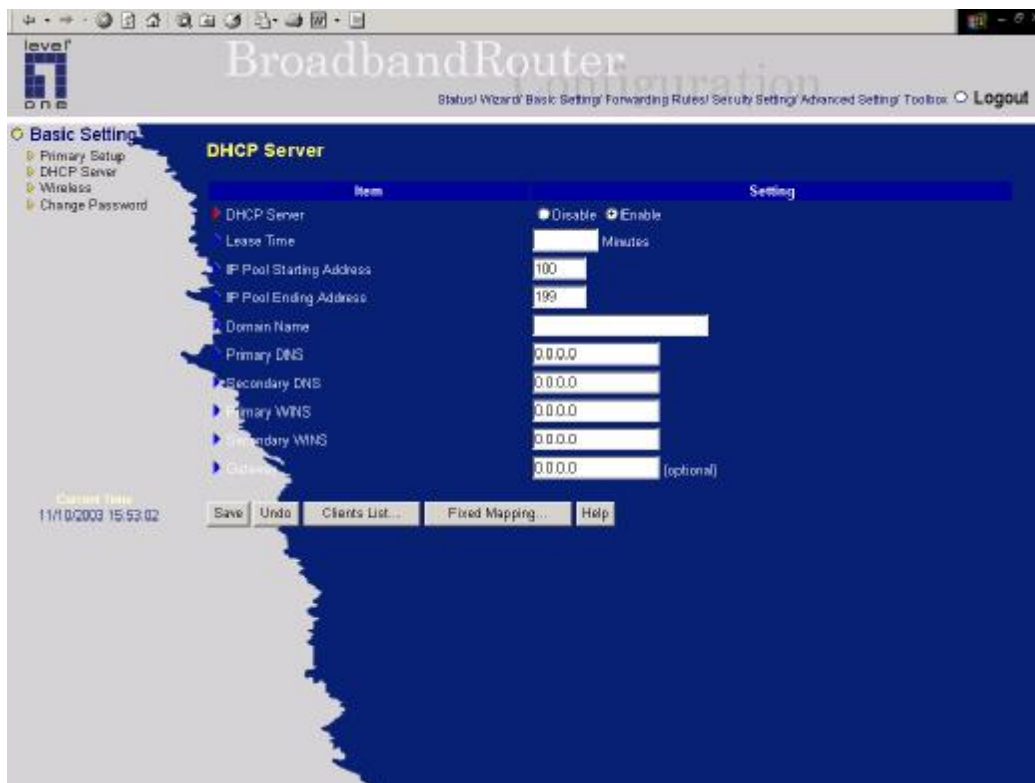 level
one
BroadbandRouter
Configuration
Status/ Wizard/ Basic Setting/ Forwarding Rules/ Security Setting/ Advanced Setting/ Toolbox Logout
Basic Setting
Primary Setup
DHCP Server
Wireless
Change Password
DHCP Server
Item Setting
DHCP Server Disable Enable
Lease Time Minutes
IP Pool Starting Address 100
IP Pool Ending Address 199
Domain Name
Primary DNS 0.0.0.0
Secondary DNS 0.0.0.0
Primary WINS 0.0.0.0
Secondary WINS 0.0.0.0
Gateway 0.0.0.0 (optional)
Current Time
11/10/2003 15:53:02
Save Undo Clients List... Fixed Mapping... Help